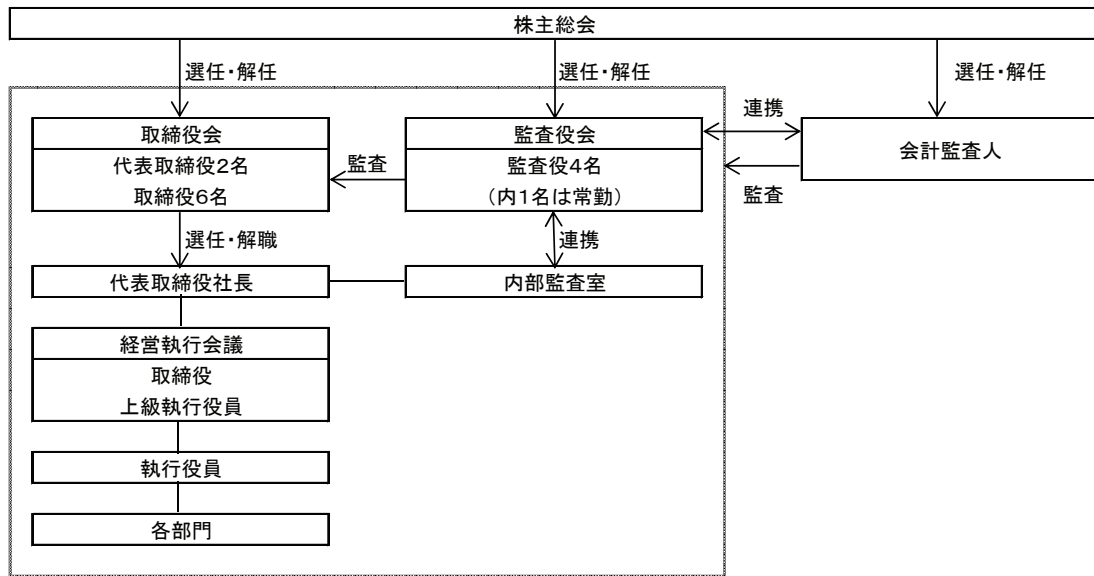 株主総会
選任・解任
選任・解任
選任・解任
取締役会
代表取締役2名
取締役6名
監査
監査役会
監査役4名
(内1名は常勤)
連携
監査
会計監査人
選任・解職
連携
代表取締役社長
内部監査室
経営執行会議
取締役
上級執行役員
執行役員
各部門